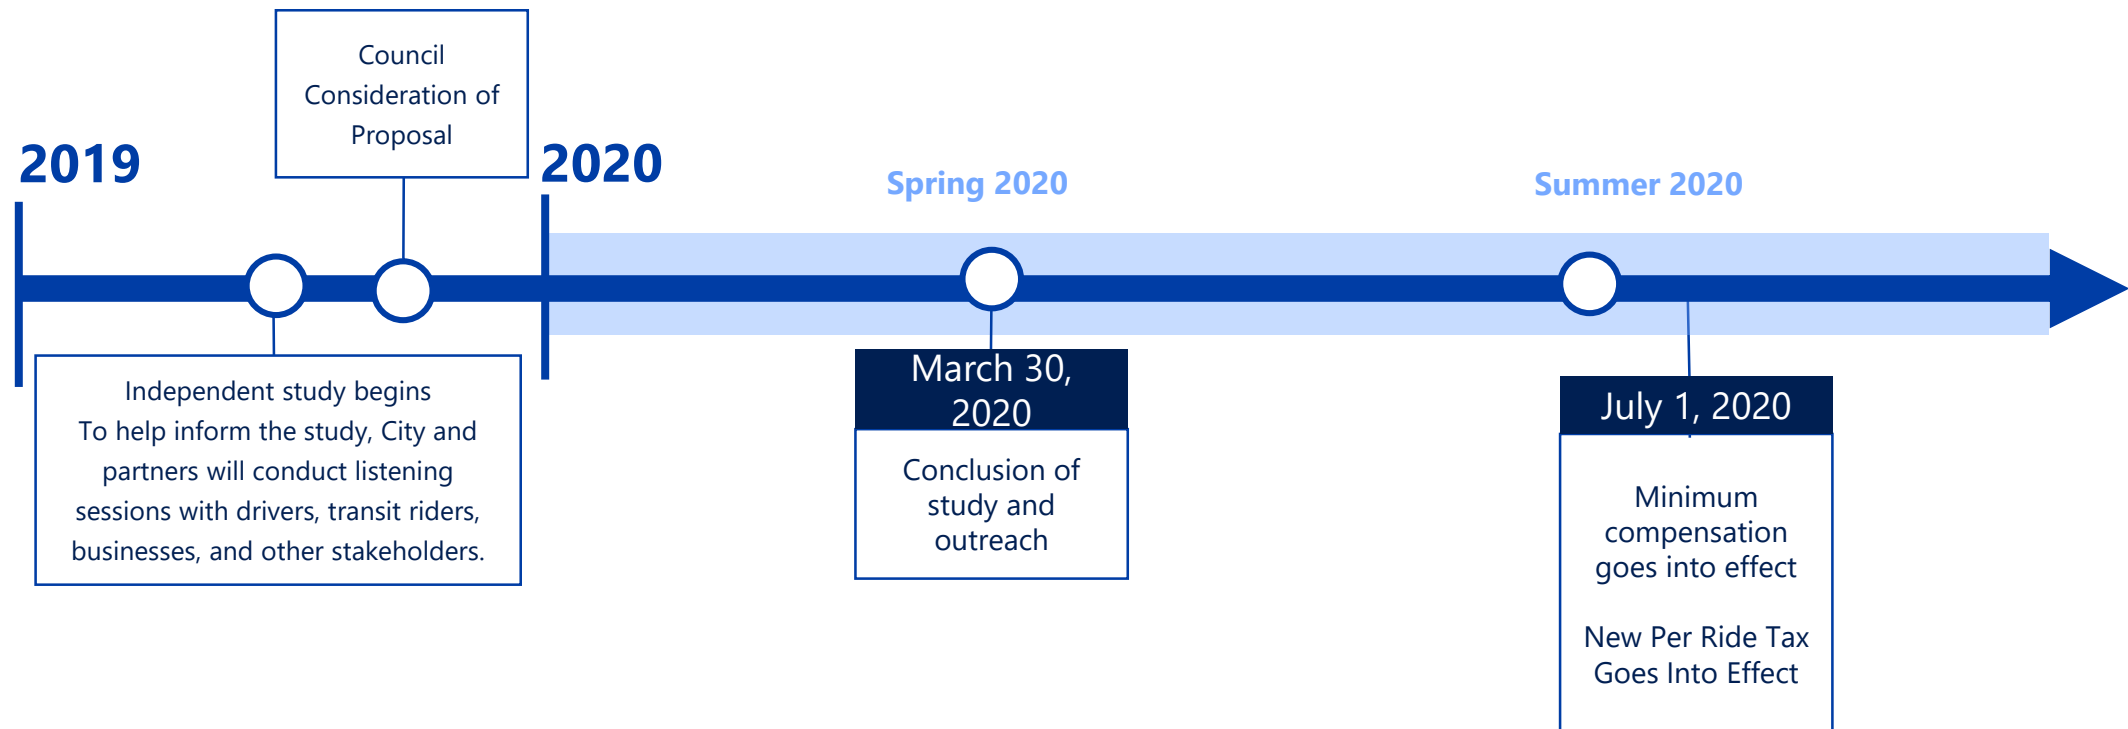 Council
Consideration of
Proposal
2019
2020
Spring 2020
Summer 2020
Independent study begins
To help inform the study, City and
partners will conduct listening
sessions with drivers, transit riders,
businesses, and other stakeholders.
March 30,
2020
Conclusion of
study and
outreach
July 1, 2020
Minimum
compensation
goes into effect
New Per Ride Tax
Goes Into Effect